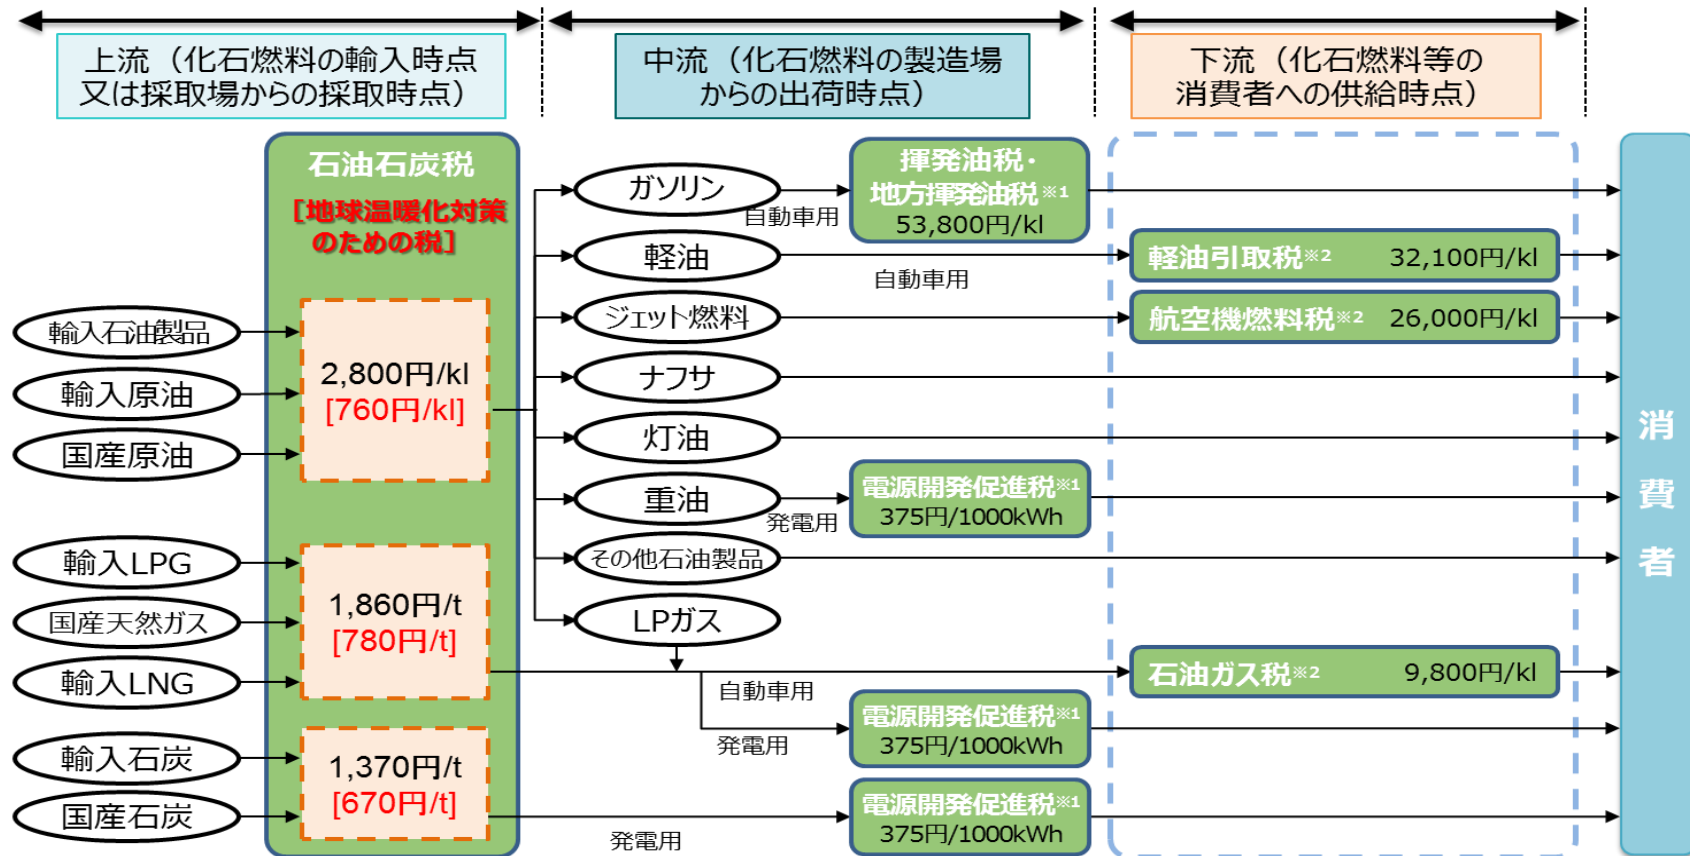 上流（化石燃料の輸入時点
又は採取場からの採取時点）
中流（化石燃料の製造場
からの出荷時点）
下流（化石燃料等の
消費者への供給時点）
石油石炭税
[地球温暖化対策
のための税]
輸入石油製品
輸入原油
国産原油
2,800円/kl
[760円/kl]
輸入LPG
国産天然ガス
輸入LNG
1,860円/t
[780円/t]
輸入石炭
国産石炭
1,370円/t
[670円/t]
ガソリン
自動車用
揮発油税・
地方揮発油税※1
53,800円/kl
軽油
自動車用
軽油引取税※2 32,100円/kl
ジェット燃料
航空機燃料税※2 26,000円/kl
ナフサ
灯油
重油
発電用
電源開発促進税※1
375円/1000kWh
その他石油製品
LPガス
自動車用
石油ガス税※2 9,800円/kl
発電用
電源開発促進税※1
375円/1000kWh
発電用
電源開発促進税※1
375円/1000kWh
消費者